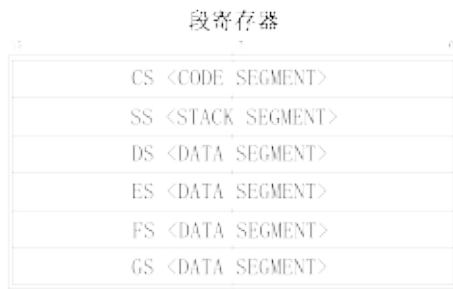 段寄存器
CS <CODE SEGMENT>
SS <STACK SEGMENT>
DS <DATA SEGMENT>
ES <DATA SEGMENT>
FS <DATA SEGMENT>
GS <DATA SEGMENT>